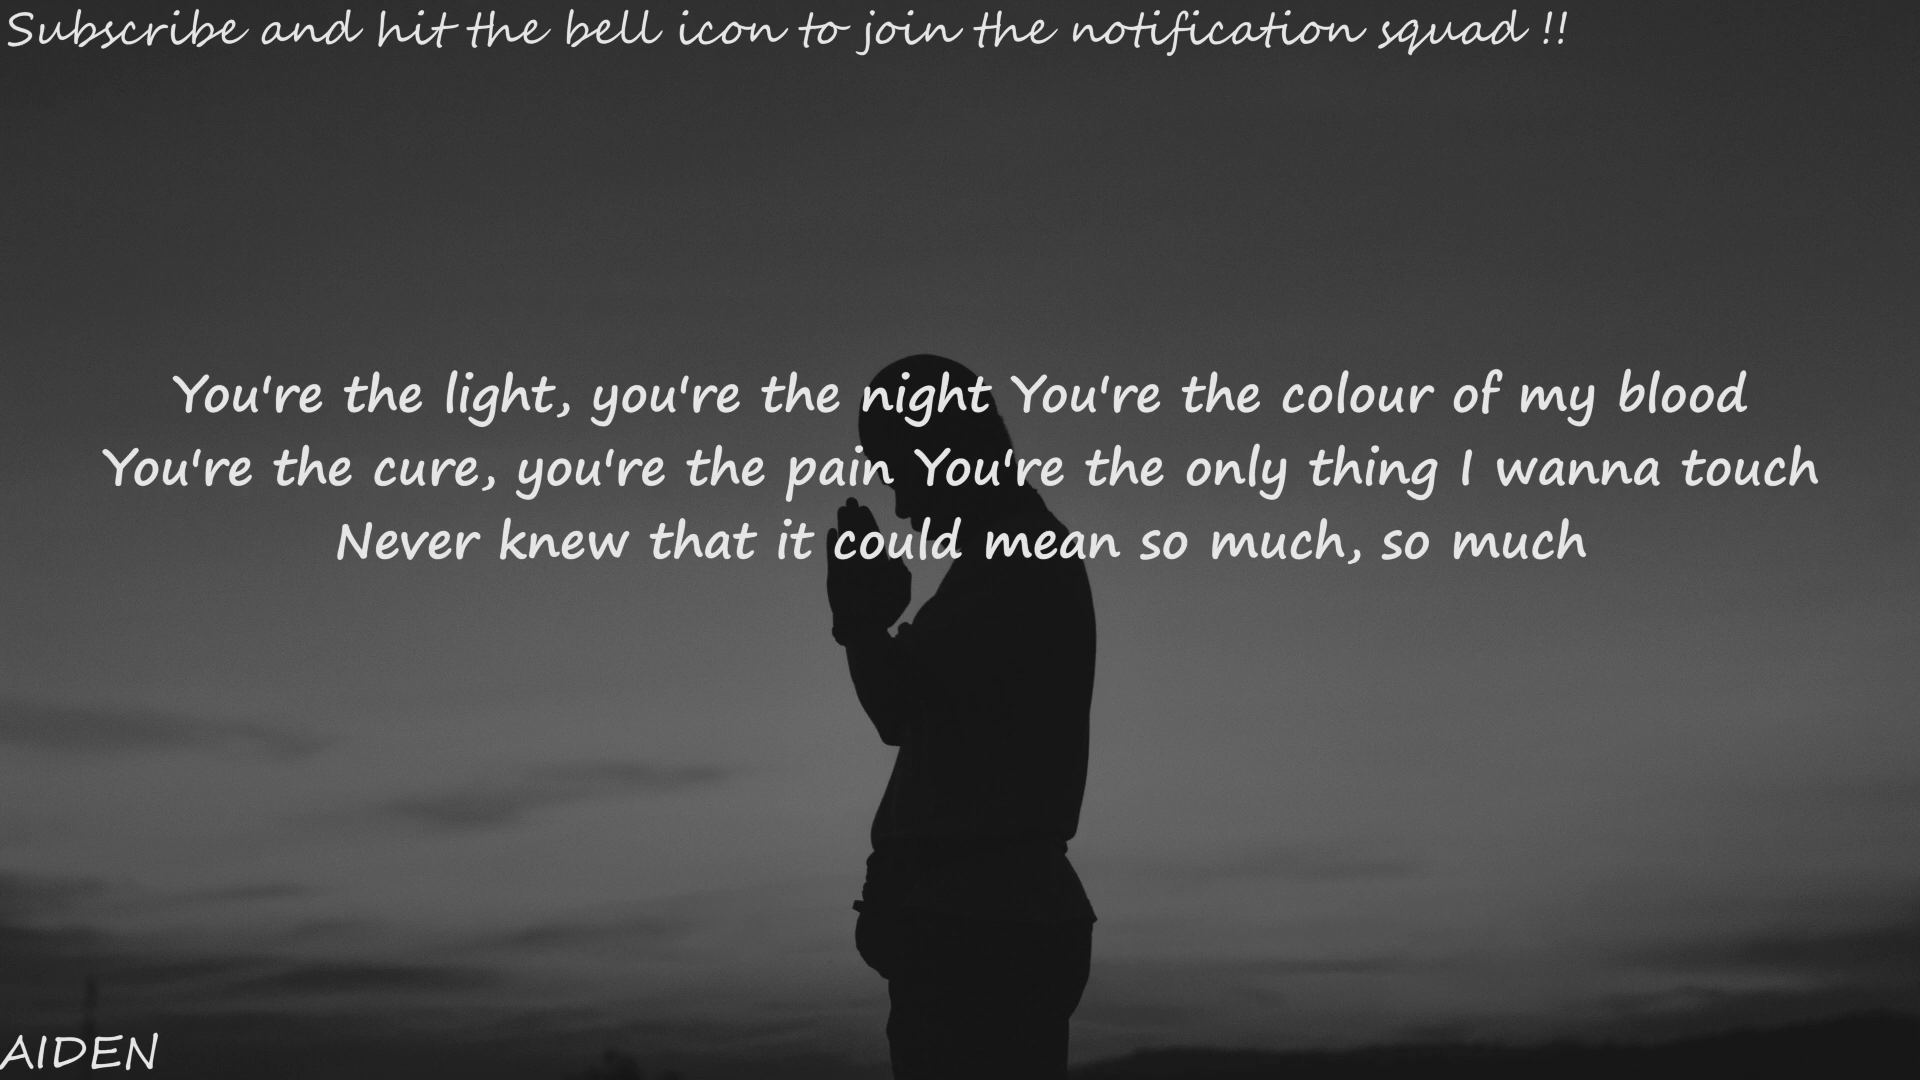 Subscribe and hit the bell icon to join the notification squad !!
You're the light, you're the night You're the colour of my blood
You're the cure, you're the pain You're the only thing I wanna touch
Never knew that it could mean so much, so much
AIDEN